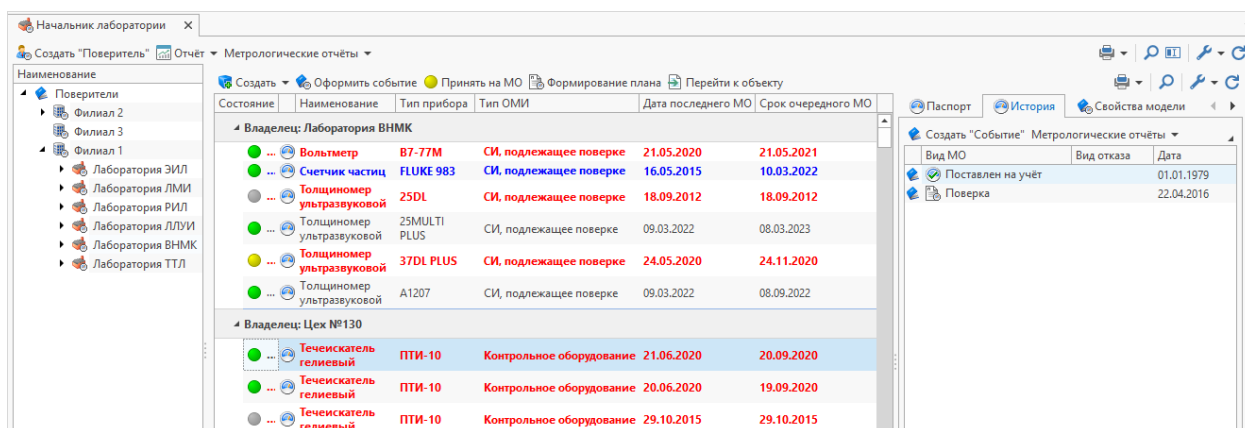 Начальник лаборатории X
Создать "Поверитель" Отчёт Метрологические отчёты
Наименование
Поверители
Филиал 2
Филиал 3
Филиал 1
Лаборатория ЭИЛ
Лаборатория ЛМИ
Лаборатория РИЛ
Лаборатория ЛЛУИ
Лаборатория ВНМК
Лаборатория ТТЛ
Создать Оформить событие Принять на МО Формирование плана Перейти к объекту
Состояние Наименование Тип прибора Тип ОМИ Дата последнего МО Срок очередного МО
Владелец: Лаборатория ВНМК
... Вольтметр В7-77М СИ, подлежащее поверке 21.05.2020 21.05.2021
... Счетчик частиц FLUKE 983 СИ, подлежащее поверке 16.05.2015 10.03.2022
... Толщиномер ультразвуковой 25DL СИ, подлежащее поверке 18.09.2012 18.09.2012
... Толщиномер ультразвуковой 25MULTI PLUS СИ, подлежащее поверке 09.03.2022 08.03.2023
... Толщиномер ультразвуковой 37DL PLUS СИ, подлежащее поверке 24.05.2020 24.11.2020
... Толщиномер ультразвуковой А1207 СИ, подлежащее поверке 09.03.2022 08.09.2022
Владелец: Цех №130
... Течеискатель гелиевый ПТИ-10 Контрольное оборудование 21.06.2020 20.09.2020
... Течеискатель гелиевый ПТИ-10 Контрольное оборудование 20.06.2020 19.09.2020
... Течеискатель гелиевый ПТИ-10 Контрольное оборудование 29.10.2015 29.10.2015
Паспорт История Свойства модели
Создать "Событие" Метрологические отчёты
Вид МО Вид отказа Дата
Поставлен на учёт 01.01.1979
Поверка 22.04.2016